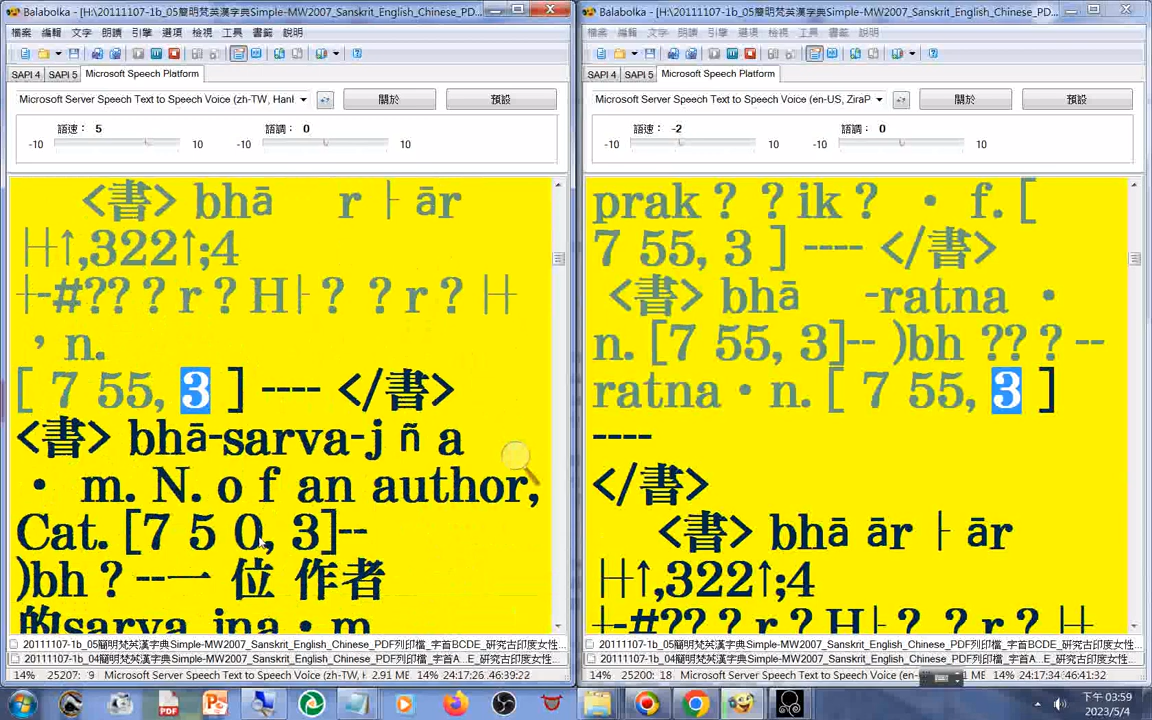 Balabolka - [H:\20111107-1b_05簡明梵英漢字典Simple-MW2007_Sanskrit_English_Chinese_PD...
檔案 編輯 文字 朗讀 引擎 選項 檢視 工具 書籤 說明
SAPI 4 SAPI 5 Microsoft Speech Platform
Microsoft Server Speech Text to Speech Voice (zh-TW, HanI
關於
預設
語速： 5
語調： 0
-10 10 -10 10
<書> bhā r ├ ār
├┼↑,322↑;4
┼-#?? ? r ? H├ ? ? r ? ├┼
，n.
[ 7 55, 3 ] ---- </書>
<書> bhā-sarva-j ñ a
• m. N. o f an author,
Cat. [7 5 0, 3]--
)bh ? --一 位 作者
的sarva jna • m
20111107-1b_05簡明梵英漢字典Simple-MW2007_Sanskrit_English_Chinese_PDF列印檔_字首BCDE_研究古印度女性...
20111107-1b_04簡明梵英漢字典Simple-MW2007_Sanskrit_English_Chinese_PDF列印檔_字首A...E_研究古印度女性...
14% 25207: '9 Microsoft Server Speech Text to Speech Voice (zh-TW, 2.91 ME 14% 24:17:26 46:39:22
Balabolka - [H:\20111107-1b_05簡明梵英漢字典Simple-MW2007_Sanskrit_English_Chinese_PD...
檔案 編輯 文字 朗讀 引擎 選項 檢視 工具 書籤 說明
SAPI 4 SAPI 5 Microsoft Speech Platform
Microsoft Server Speech Text to Speech Voice (en-US, ZiraP
關於
預設
語速： -2
語調： 0
-10 10 -10 10
prak ? ? ik ? • f. [
7 55, 3 ] ---- </書>
<書> bhā -ratna •
n. [7 55, 3]-- )bh ?? ? --
ratna • n. [ 7 55, 3 ]
----
</書>
<書> bhā ār ├ ār
├┼↑,322↑;4
┼-#?? ? r ? H├ ? ? r ? ├┼
20111107-1b_05簡明梵英漢字典Simple-MW2007_Sanskrit_English_Chinese_PDF列印檔_字首BCDE_研究古印度女性...
20111107-1b_04簡明梵英漢字典Simple-MW2007_Sanskrit_English_Chinese_PDF列印檔_字首A...E_研究古印度女性...
14% 25200: 18 Microsoft Server Speech Text to Speech Voice (en-US, ME 14% 24:17:34 46:41:32
下午 03:59
2023/5/4